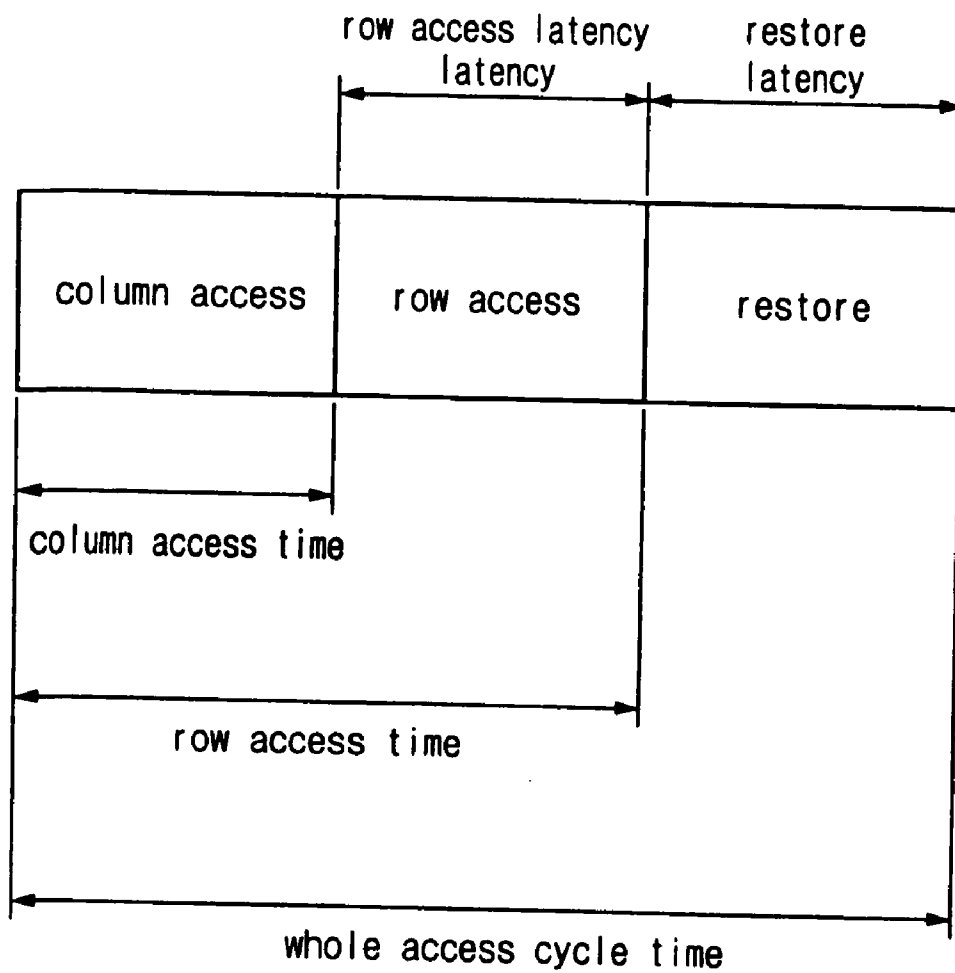 row access latency
latency
restore
latency
column access
row access
restore
column access time
row access time
whole access cycle time